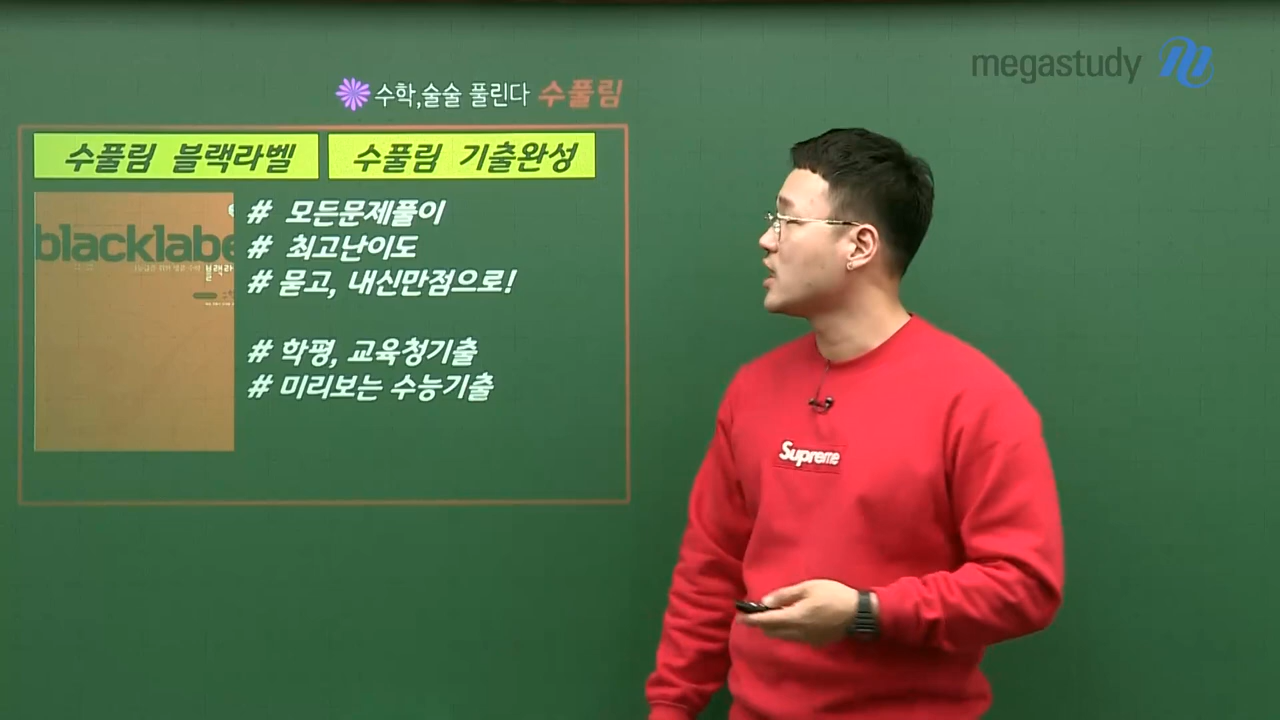 megastudy
수학,술술 풀린다 수풀림
수풀림 블랙라벨
수풀림 기출완성
blacklabe
블랙라
# 모든문제풀이
# 최고난이도
# 묻고, 내신만점으로!
# 학평, 교육청기출
# 미리보는 수능기출
Supreme